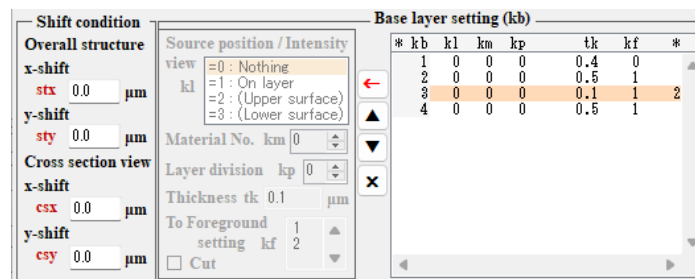 Shift condition
Overall structure
x-shift
stx 0.0 μm
y-shift
sty 0.0 μm
Cross section view
x-shift
csx 0.0 μm
y-shift
csy 0.0 μm
Base layer setting (kb)
Source position / Intensity
view
kl
=0 : Nothing
=1 : On layer
=2 : (Upper surface)
=3 : (Lower surface)
Material No. km 0
Layer division kp 0
Thickness tk 0.1 μm
To Foreground
setting kf
1
2
Cut
* kb kl km kp tk kf *
1 0 0 0 0.4 0
2 0 0 0 0.5 1
3 0 0 0 0.1 1 2
4 0 0 0 0.5 1